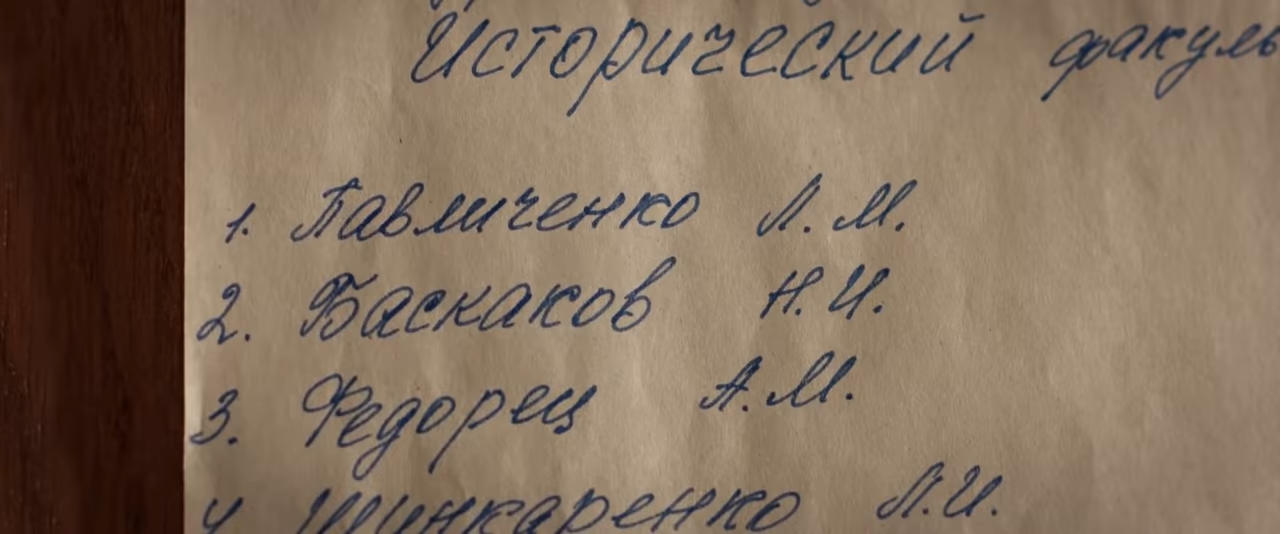 Исторический факуль
1. Павличенко Л.М.
2. Баскаков Н.И.
3. Федорец А.М.
4. Шинкаренко Л.И.